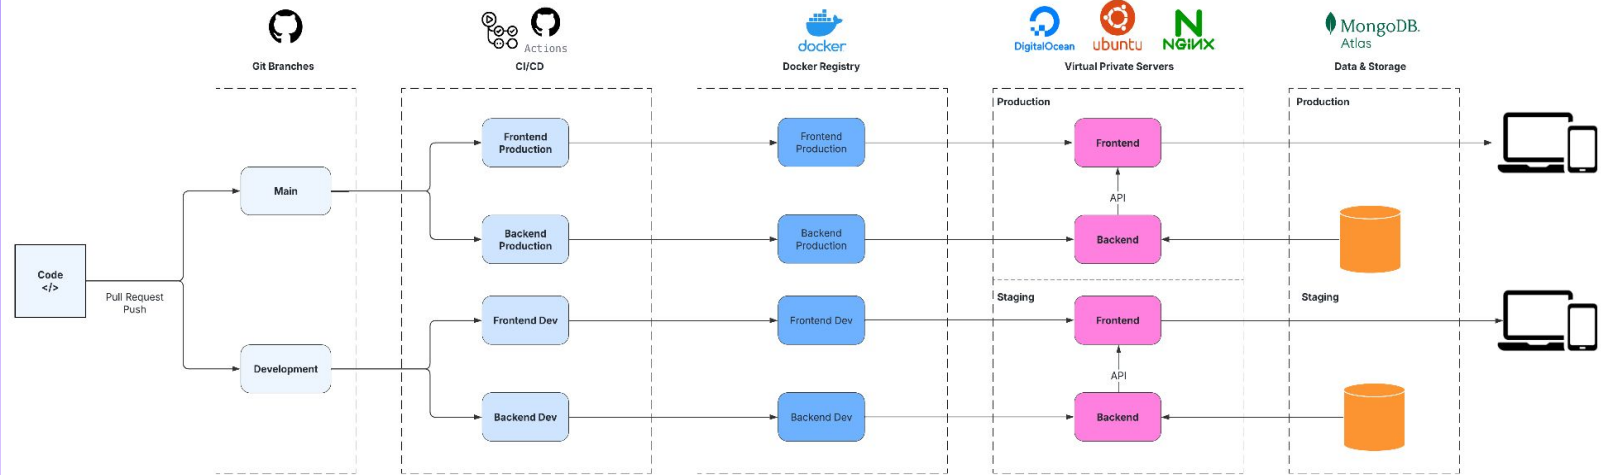 Actions
docker
DigitalOcean
ubuntu
NGINX
MongoDB.
Atlas
Git Branches
CI/CD
Docker Registry
Virtual Private Servers
Data & Storage
Production
Production
Frontend
Production
Frontend
Production
Frontend
Main
API
Backend
Production
Backend
Production
Backend
Code
</>
Pull Request
Push
Staging
Staging
Frontend Dev
Frontend Dev
Frontend
Development
API
Backend Dev
Backend Dev
Backend